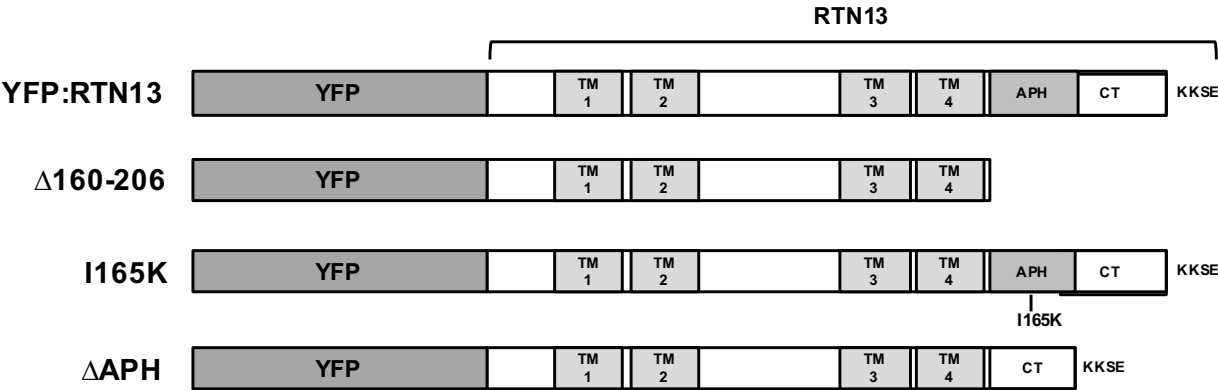 RTN13
YFP:RTN13 YFP TM 1 TM 2 TM 3 TM 4 APH CT KKSE
∆160-206 YFP TM 1 TM 2 TM 3 TM 4
I165K YFP TM 1 TM 2 TM 3 TM 4 APH CT KKSE
I165K
∆APH YFP TM 1 TM 2 TM 3 TM 4 CT KKSE